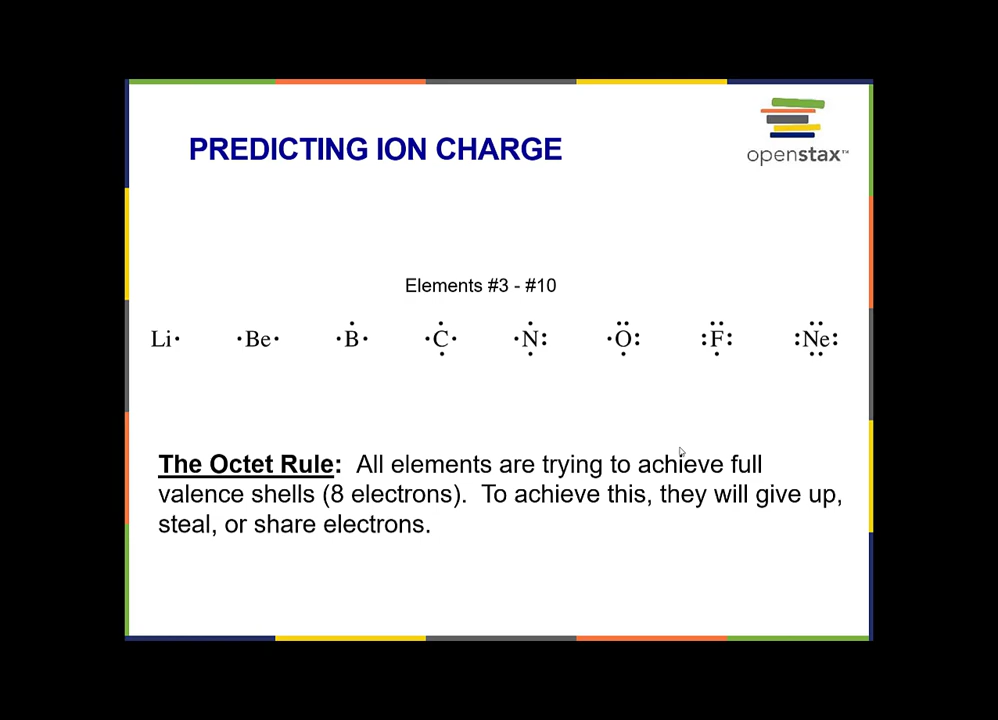 openstax™
PREDICTING ION CHARGE
Elements #3 - #10
Li Be B C N O F Ne
The Octet Rule: All elements are trying to achieve full
valence shells (8 electrons). To achieve this, they will give up,
steal, or share electrons.